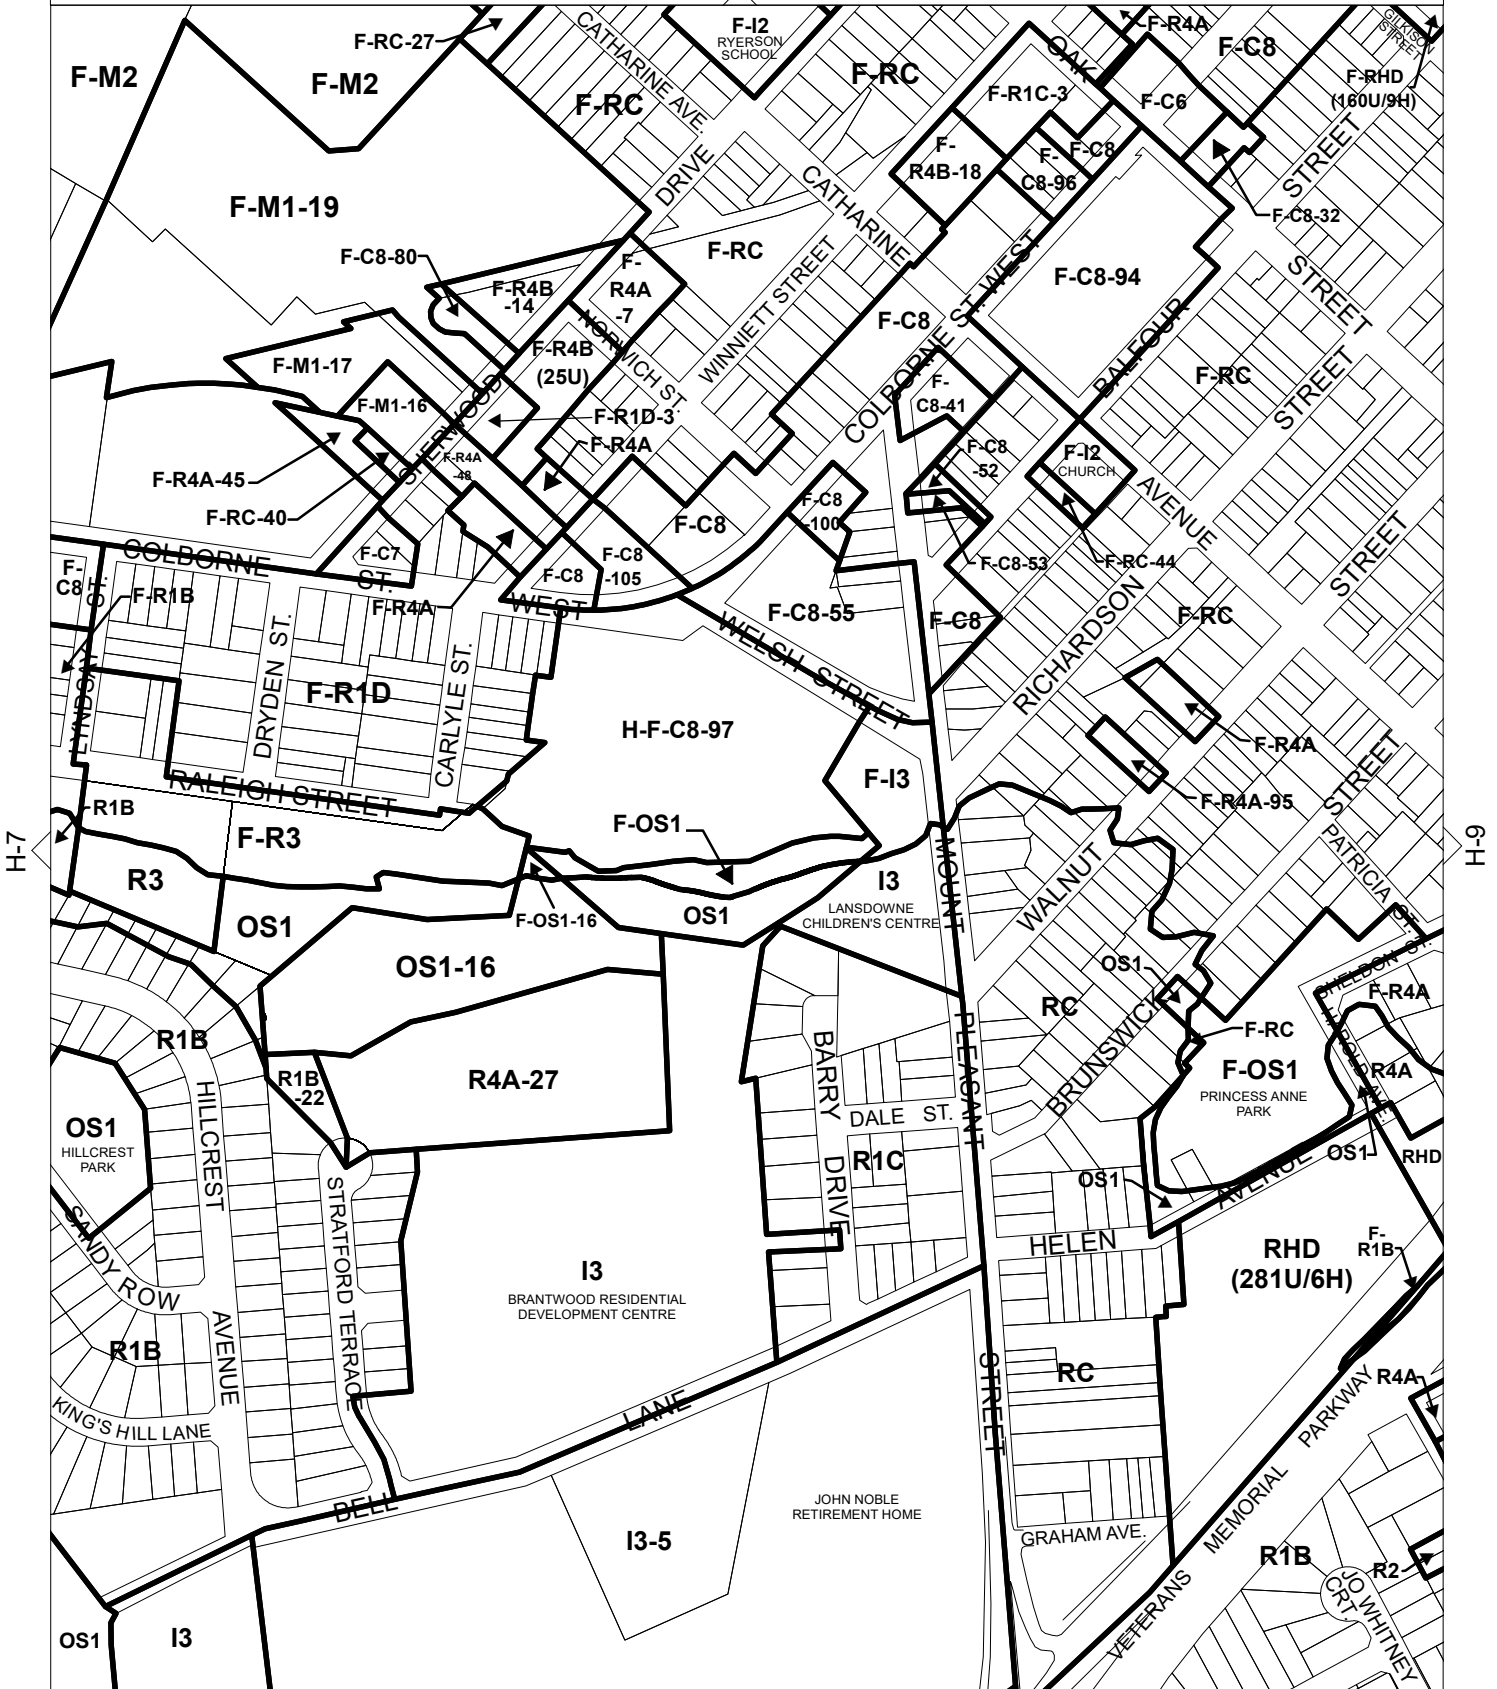 F-RC-27
F-I2
RYERSON
SCHOOL
F-R4A
GILKISON
STREET
F-M2
F-M2
CATHARINE AVE.
F-RC
F-RC
OAK
F-C8
F-RHD
(160U/9H)
F-R1C-3
F-C6
F-
R4B-18
F-
C8-96
F-C8
STREET
DRIVE
CATHARINE
F-C8-32
F-M1-19
F-C8-80
F-R4B
-14
F-
R4A
-7
F-RC
WINNIETT STREET
COLBORNE ST. WEST
F-C8-94
STREET
F-C8
BALFOUR
F-M1-17
NORWICH ST.
F-R4B
(25U)
F-RC
STREET
F-M1-16
F-
C8-41
SHERWOOD
F-R1D-3
F-R4A
F-R4A
-48
F-C8
-52
F-I2
CHURCH
AVENUE
F-R4A-45
F-RC-40
F-C8
F-C8
-100
STREET
COLBORNE
ST.
WEST
F-C7
F-C8
F-C8
-105
F-C8-53
F-RC-44
F-
C8
F-R1B
F-R4A
F-C8-55
F-C8
RICHARDSON
F-RC
LYNDSAY ST.
DRYDEN ST.
CARLYLE ST.
F-R1D
WELSH STREET
H-F-C8-97
F-R4A
F-I3
RALEIGH STREET
R1B
F-R3
F-OS1
F-R4A-95
STREET
H-7
H-9
R3
MOUNT
WALNUT
PATRICIA ST.
I3
LANSDOWNE
CHILDREN'S CENTRE
OS1
F-OS1-16
OS1
OS1-16
OS1
SHELDON ST.
F-R4A
R1B
RC
PLEASANT
BRUNSWICK
F-RC
HAROLD AVE.
HILLCREST
R1B
-22
R4A-27
BARRY
F-OS1
PRINCESS ANNE
PARK
R4A
OS1
HILLCREST
PARK
DALE ST.
R1C
OS1
OS1
RHD
AVENUE
STRATFORD TERRACE
DRIVE
SANDY ROW
HELEN
F-
R1B
I3
BRANTWOOD RESIDENTIAL
DEVELOPMENT CENTRE
RHD
(281U/6H)
R1B
AVENUE
STREET
RC
R4A
KING'S HILL LANE
LANE
PARKWAY
BELL
JOHN NOBLE
RETIREMENT HOME
I3-5
GRAHAM AVE.
MEMORIAL
VETERANS
R1B
R2
JO WHITNEY
CRT.
OS1
I3